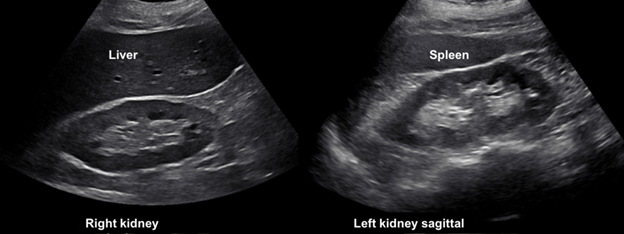 Liver
Spleen
Right kidney
Left kidney sagittal